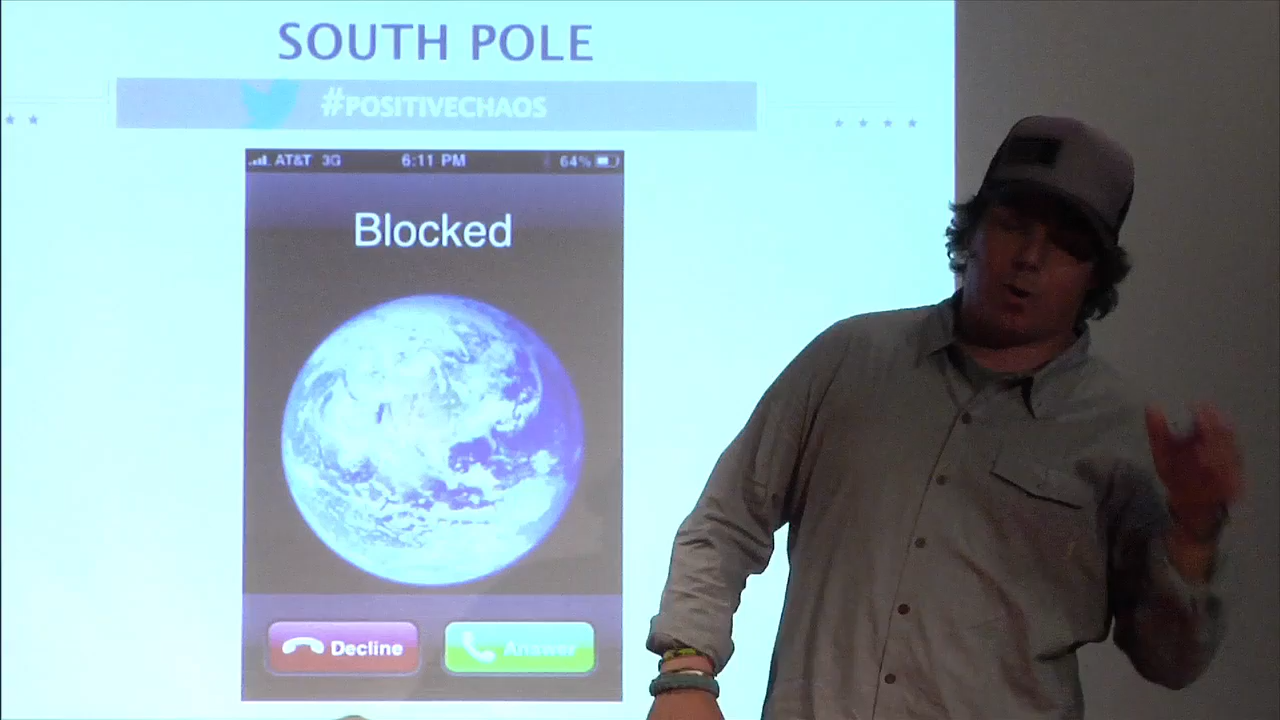 SOUTH POLE
#POSITIVECHAOS
AT&T 3G 6:11 PM 64%
Blocked
Decline Answer